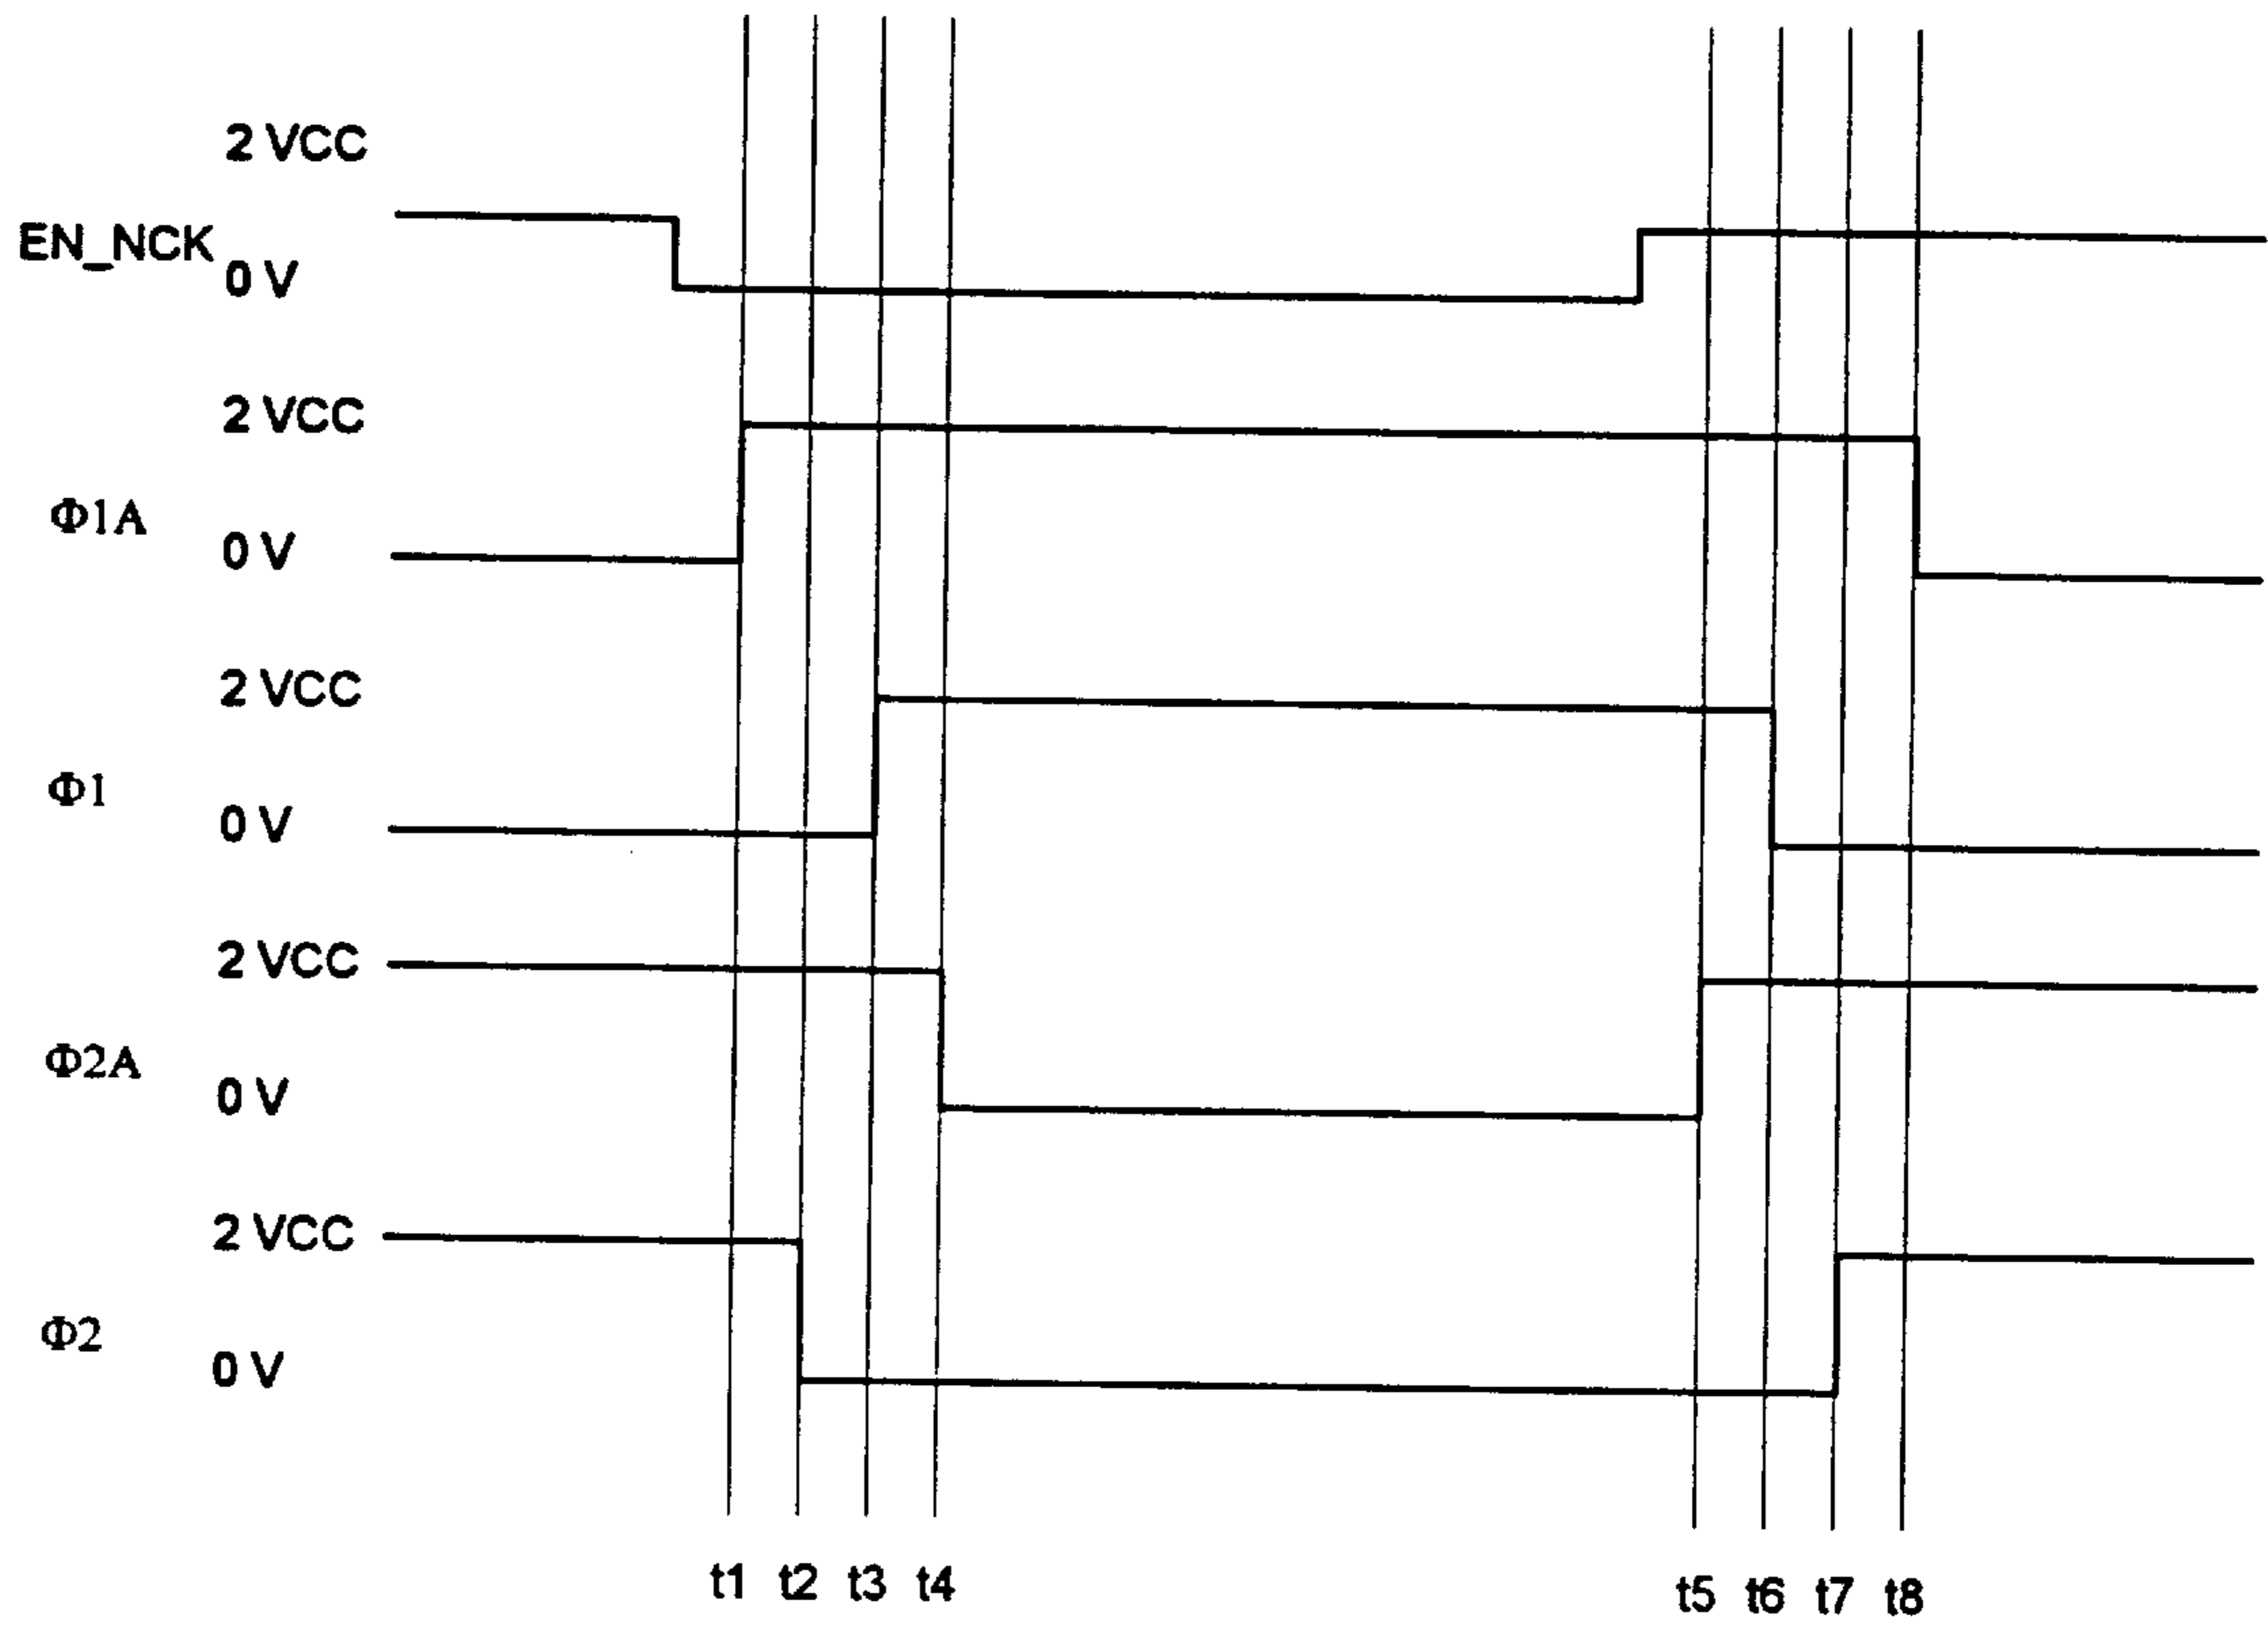 2 VCC
EN_NCK
0 V
2 VCC
Φ1A
0 V
2 VCC
Φ1
0 V
2 VCC
Φ2A
0 V
2 VCC
Φ2
0 V
t1 t2 t3 t4 t5 t6 t7 t8